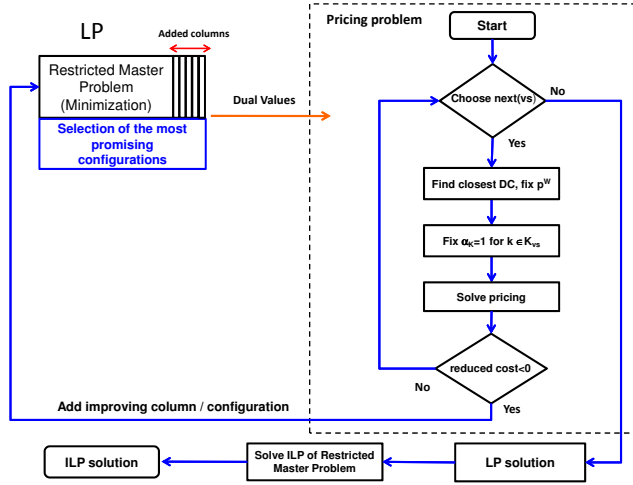 LP
Added columns
Restricted Master
Problem
(Minimization)
Selection of the most
promising
configurations
Dual Values
Pricing problem
Start
Choose next(vs)
No
Yes
Find closest DC, fix pᵂ
Fix αₖ=1 for k ∈ Kᵥₛ
Solve pricing
reduced cost<0
No
Yes
Add improving column / configuration
ILP solution
Solve ILP of Restricted
Master Problem
LP solution